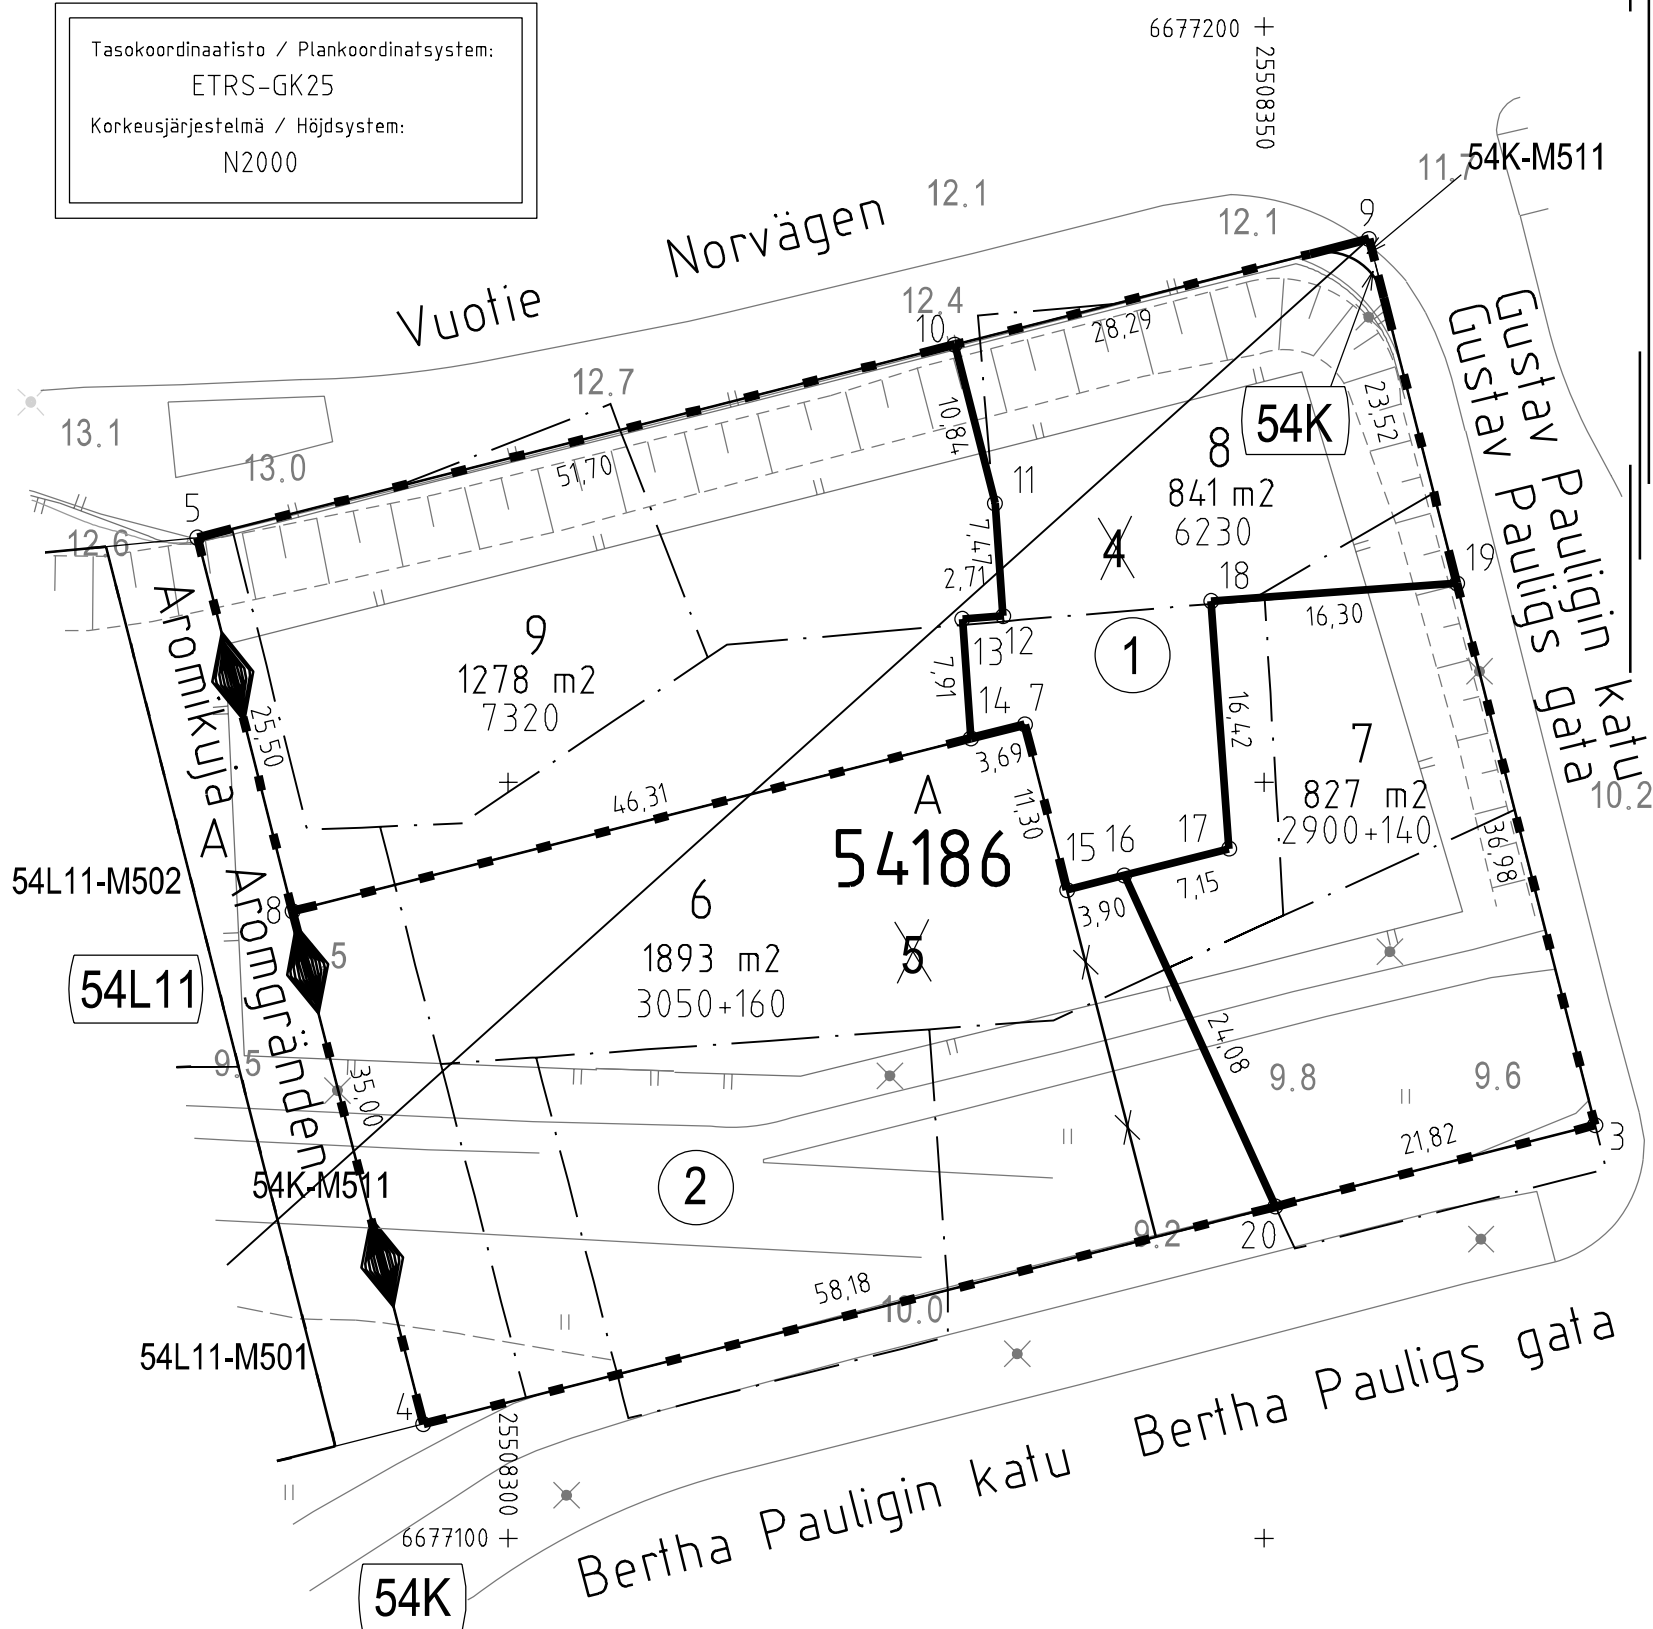 Tasokoordinaatisto / Plankoordinatsystem:
ETRS-GK25
Korkeusjärjestelmä / Höjdsystem:
N2000
6677200
25508350
54K-M511
11.7
12.1
12.1
9
Norvägen
Vuotie
12.4
10
28,29
12.7
13.1
13.0
51,70
10,84
11
23,52
54K
Gustav Pauligin katu
Gustav Pauligs gata
5
12.6
8
841 m2
6230
4
7,47
2,71
18
19
16,30
13
12
1
9
1278 m2
7320
7,91
14
7
3,69
16,42
7
827 m2
2900+140
10.2
Aromikuja A
25,50
46,31
A
54186
11,30
15
16
17
7,15
3,90
36,98
54L11-M502
8
6
1893 m2
3050+160
5
5
54L11
Aromgränden A
9.5
35,00
24,08
9.8
9.6
21,82
3
54K-M511
2
9.2
20
58,18
10.0
54L11-M501
4
25508300
6677100
54K
Bertha Pauligin katu
Bertha Pauligs gata